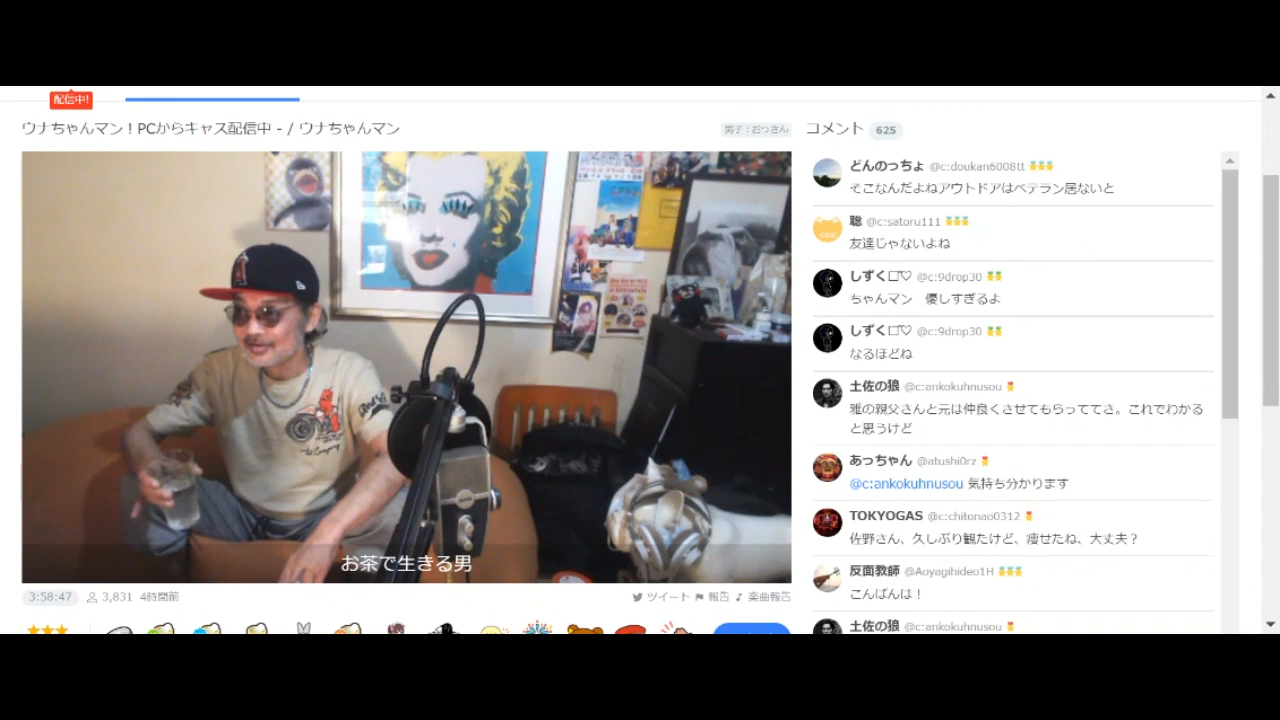 配信中!
ウナちゃんマン！PCからキャス配信中 - / ウナちゃんマン
男子：おっさん
お茶で生きる男
3:58:47 3,831 4時間前
ツイート 報告 楽曲報告
コメント 625
どんのっちょ @c:doukan6008tt
そこなんだよねアウトドアはベテラン居ないと
聡 @c:satoru111
友達じゃないよね
しずく□♡ @c:9drop30
ちゃんマン　優しすぎるよ
しずく□♡ @c:9drop30
なるほどね
土佐の狼 @c:ankokuhnusou
雅の親父さんと元は仲良くさせてもらっててさ。これでわかる
と思うけど
あっちゃん @atushi0rz
@c:ankokuhnusou 気持ち分かります
TOKYOGAS @c:chitonao0312
佐野さん、久しぶり観たけど、痩せたね、大丈夫？
反面教師 @Aoyagihideo1H
こんばんは！
土佐の狼 @c:ankokuhnusou